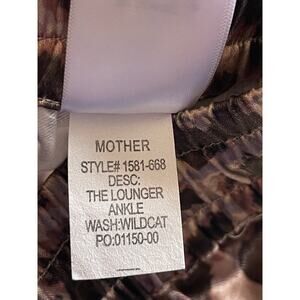 MOTHER
STYLE# 1581-668
DESC:
THE LOUNGER
ANKLE
WASH:WILDCAT
PO:01150-00